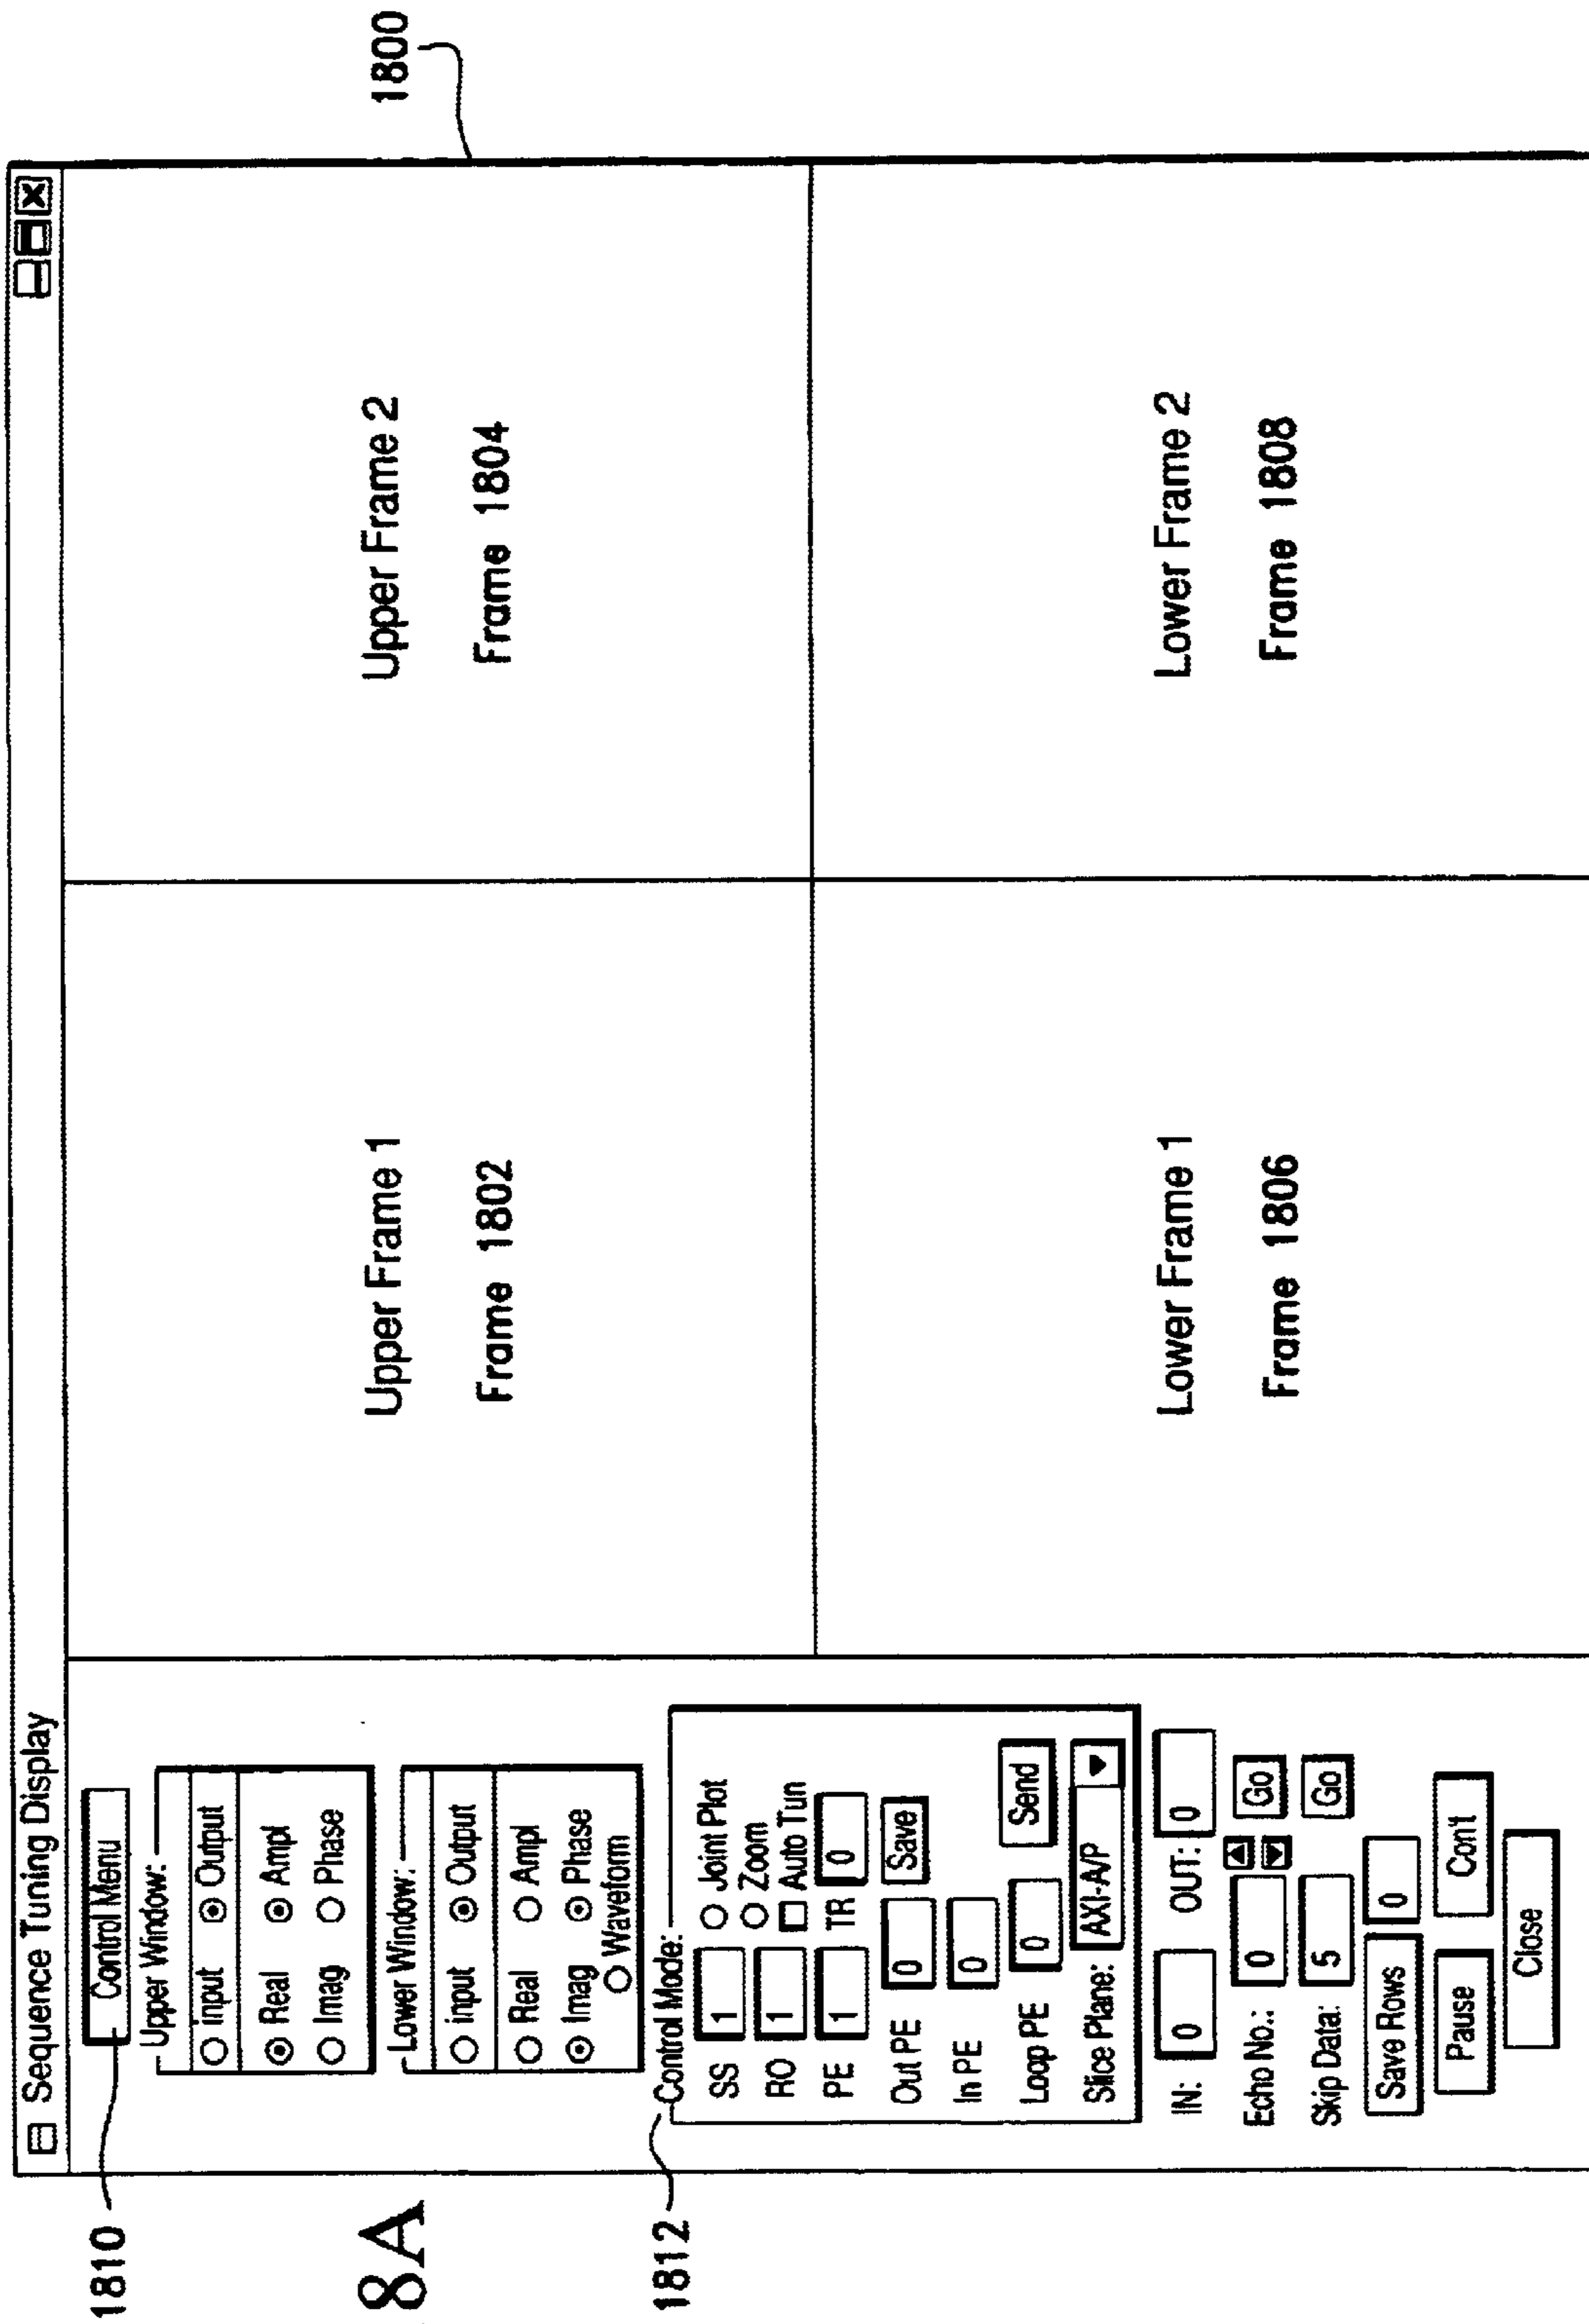 1800
Sequence Tuning Display
1810
Control Menu
Upper Window:
input Output
Real Ampl
Imag Phase
Lower Window:
input Output
Real Ampl
Imag Phase
Waveform
8A
1812
Control Mode:
SS 1 Joint Plot
RO 1 Zoom
Auto Tun
PE 1 TR 0
Out PE 0 Save
In PE 0
Loop PE 0 Send
Slice Plane: AXI-A/P
IN: 0 OUT: 0
Echo No.: 0 Go
Skip Data: 5 Go
Save Rows 0
Pause Con't
Close
Upper Frame 1
Frame 1802
Upper Frame 2
Frame 1804
Lower Frame 1
Frame 1806
Lower Frame 2
Frame 1808